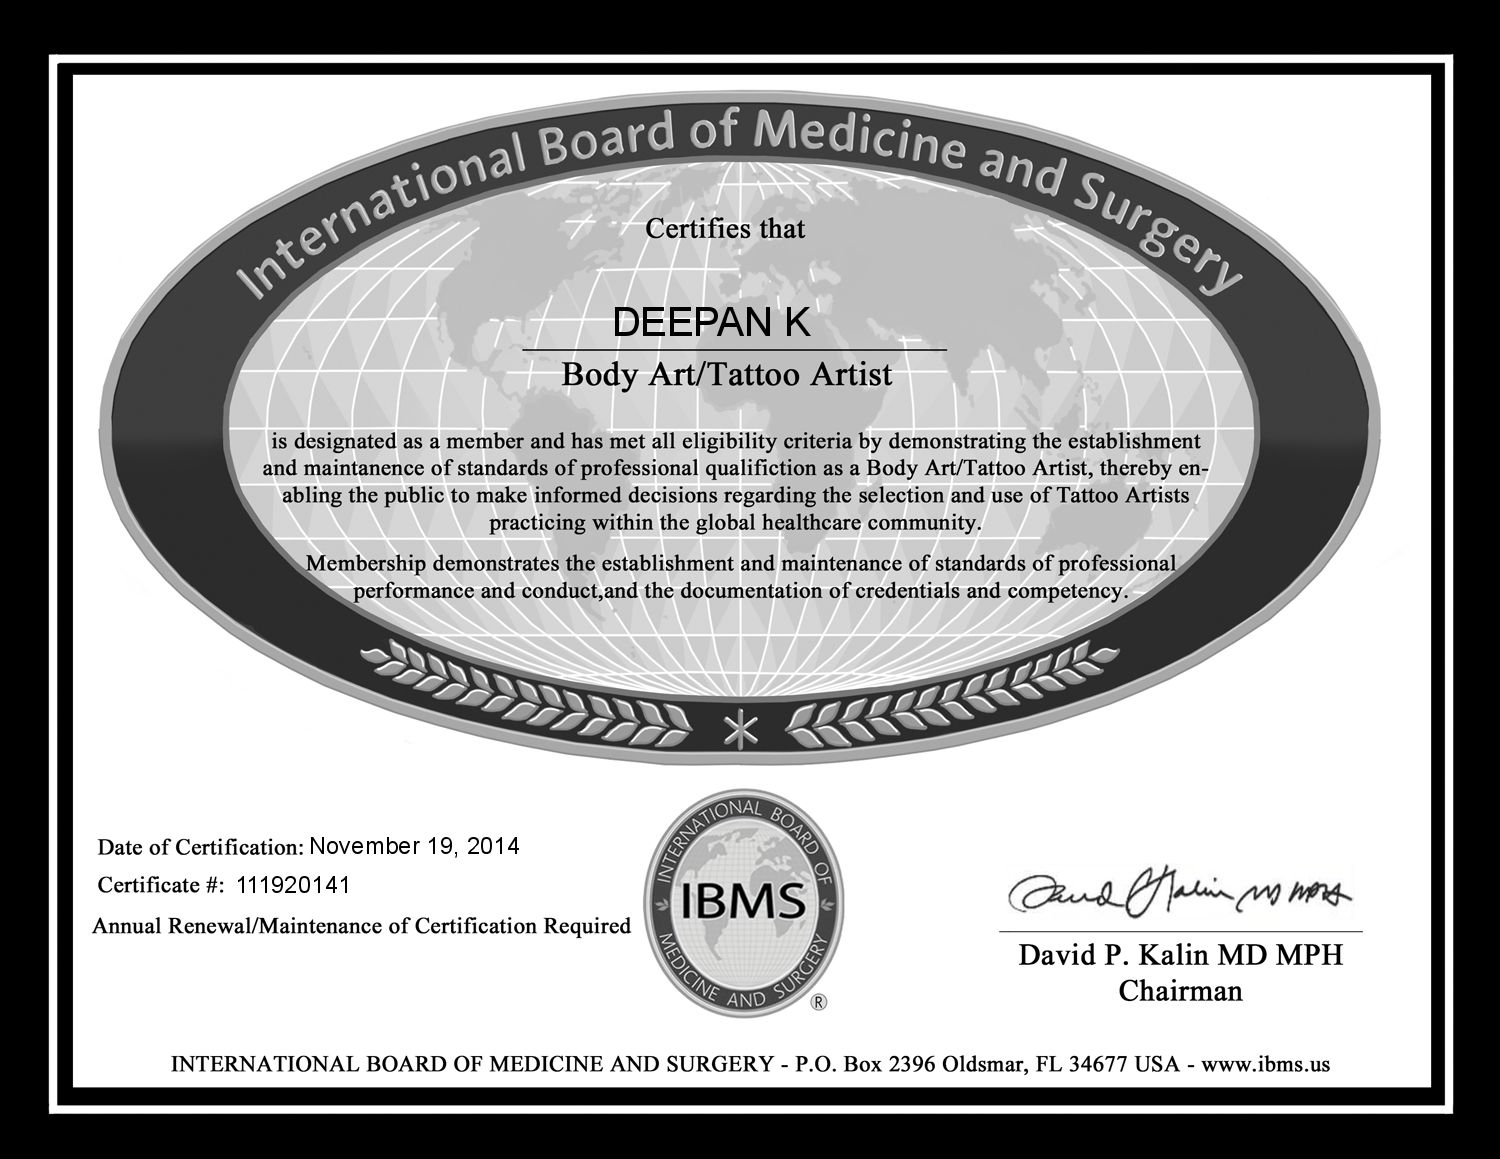 International Board of Medicine and Surgery
Certifies that
DEEPAN K
Body Art/Tattoo Artist
is designated as a member and has met all eligibility criteria by demonstrating the establishment
and maintanence of standards of professional qualifiction as a Body Art/Tattoo Artist, thereby en-
abling the public to make informed decisions regarding the selection and use of Tattoo Artists
practicing within the global healthcare community.
Membership demonstrates the establishment and maintenance of standards of professional
performance and conduct,and the documentation of credentials and competency.
Date of Certification: November 19, 2014
Certificate #: 111920141
Annual Renewal/Maintenance of Certification Required
INTERNATIONAL BOARD OF
IBMS
MEDICINE AND SURGERY
®
David P. Kalin MD MPH
David P. Kalin MD MPH
Chairman
INTERNATIONAL BOARD OF MEDICINE AND SURGERY - P.O. Box 2396 Oldsmar, FL 34677 USA - www.ibms.us